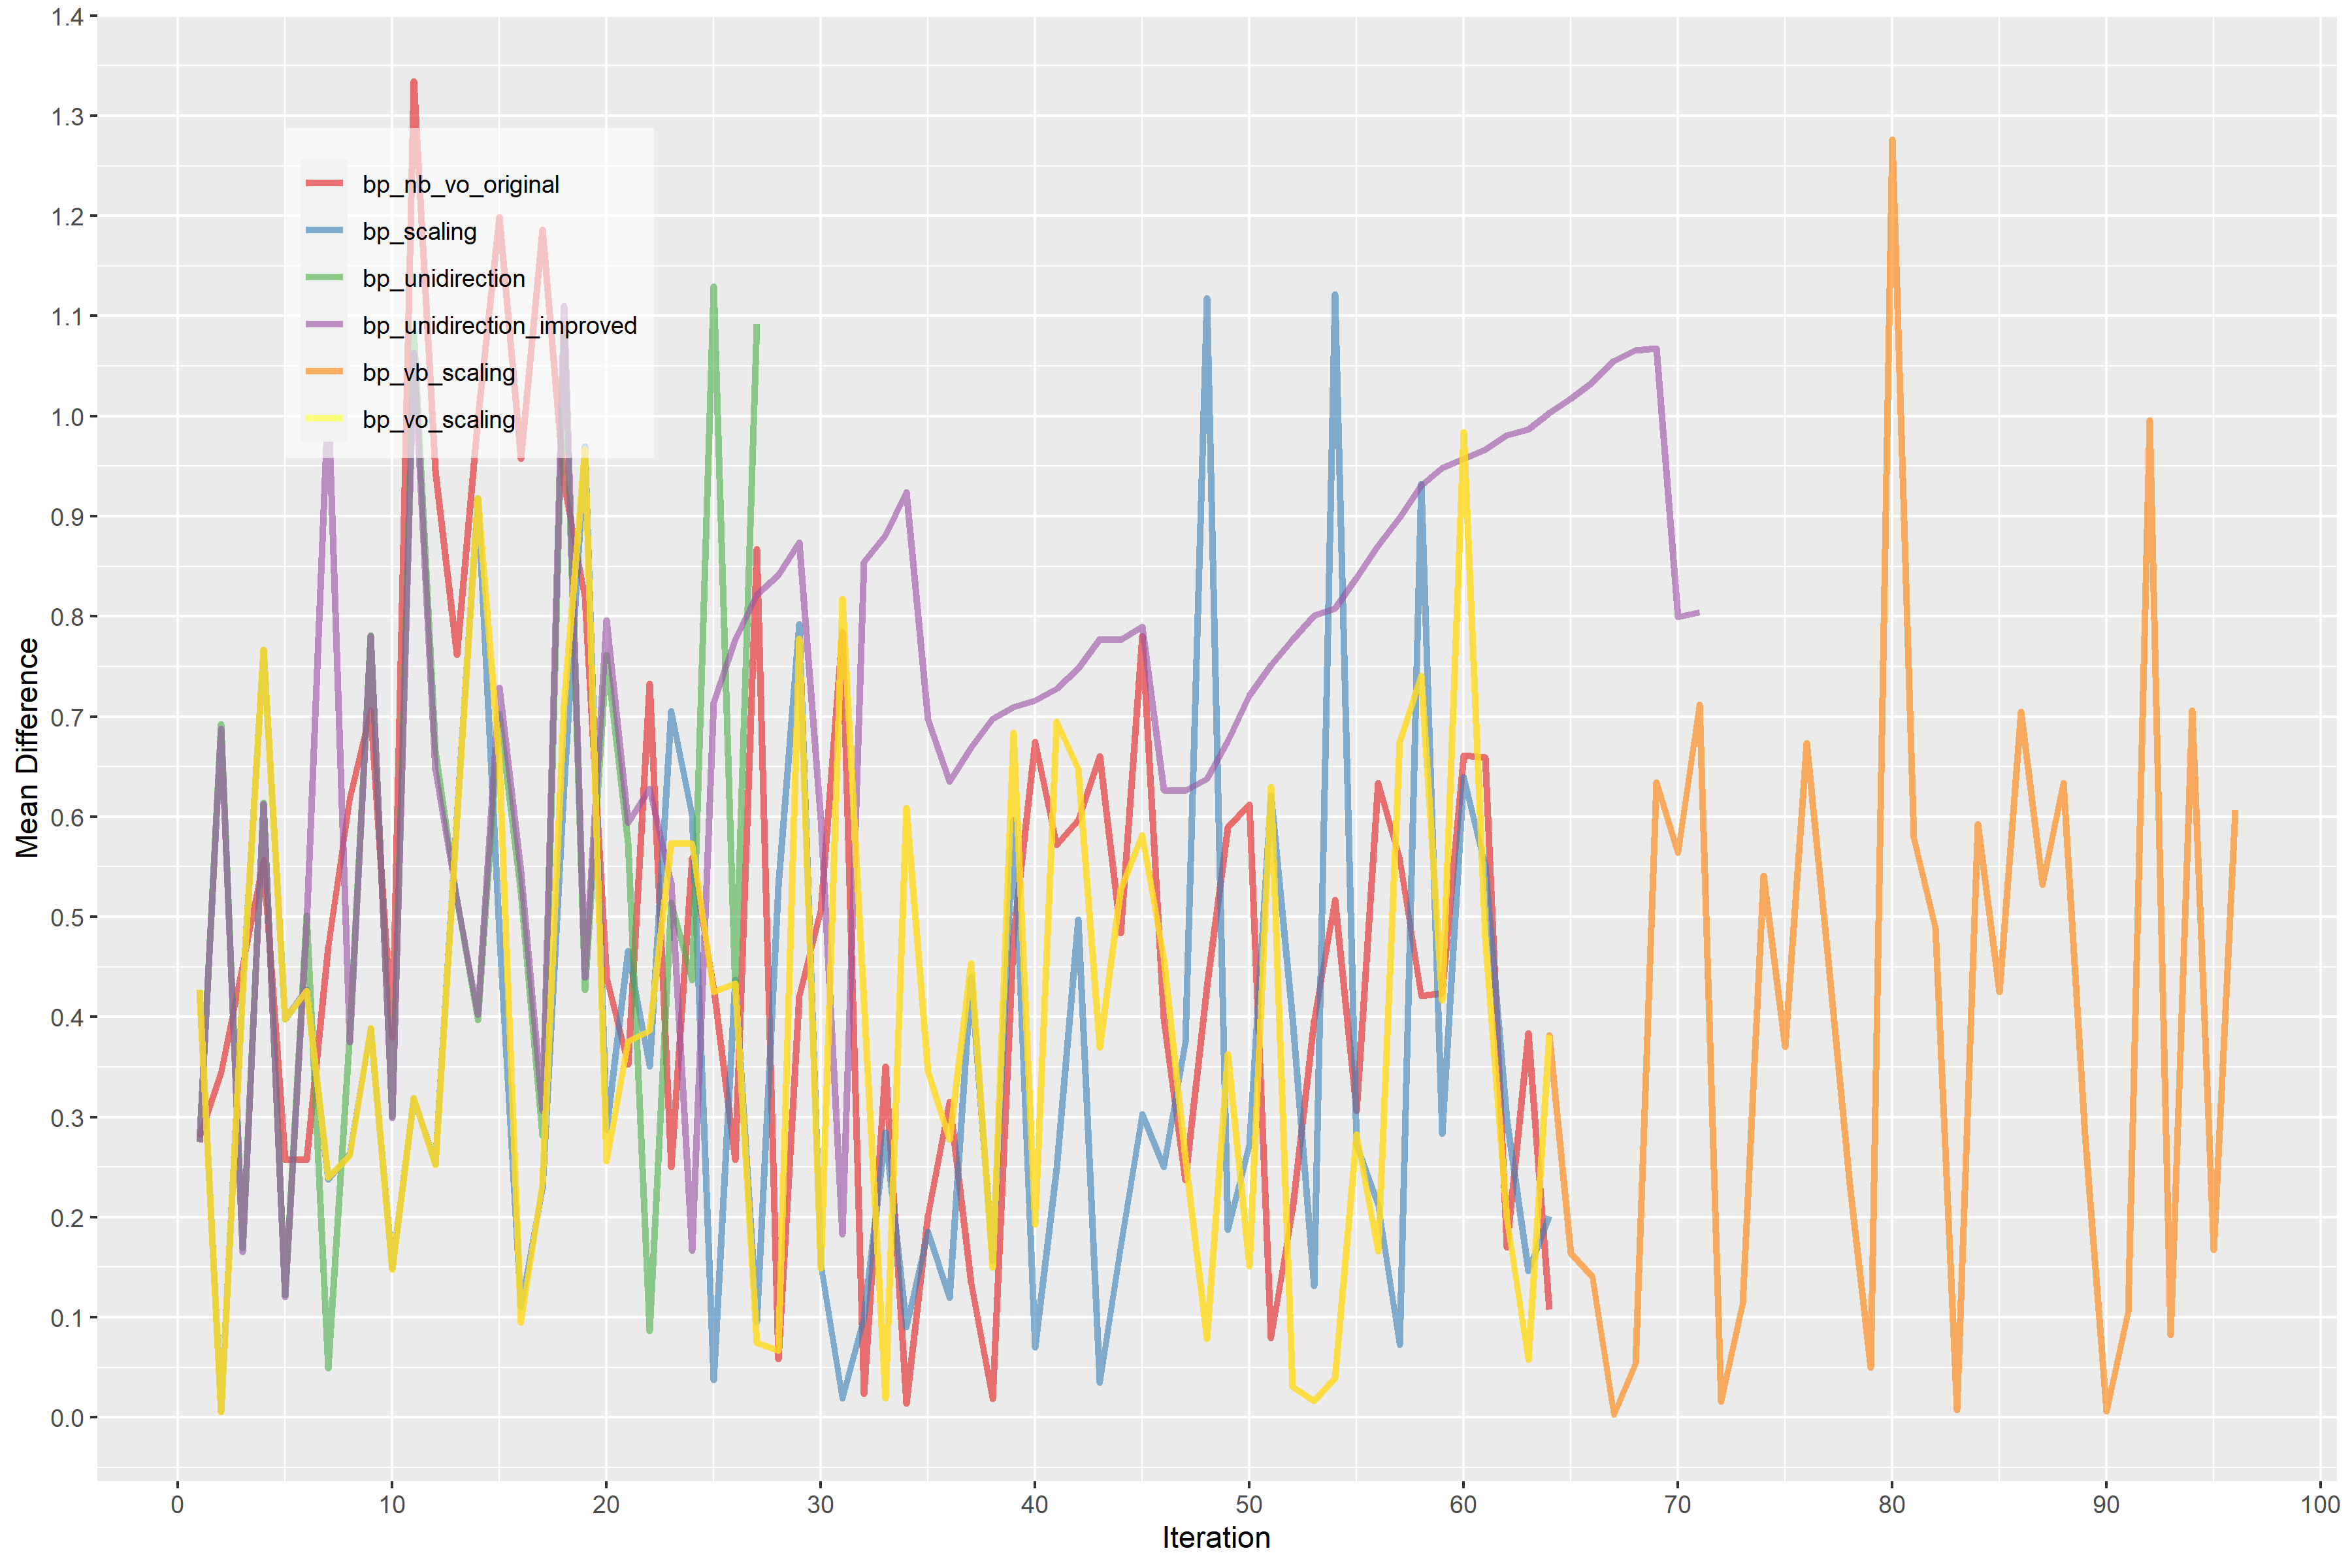 1.4
1.3
1.2
1.1
1.0
0.9
0.8
0.7
0.6
0.5
0.4
0.3
0.2
0.1
0.0
Mean Difference
bp_nb_vo_original
bp_scaling
bp_unidirection
bp_unidirection_improved
bp_vb_scaling
bp_vo_scaling
0 10 20 30 40 50 60 70 80 90 100
Iteration